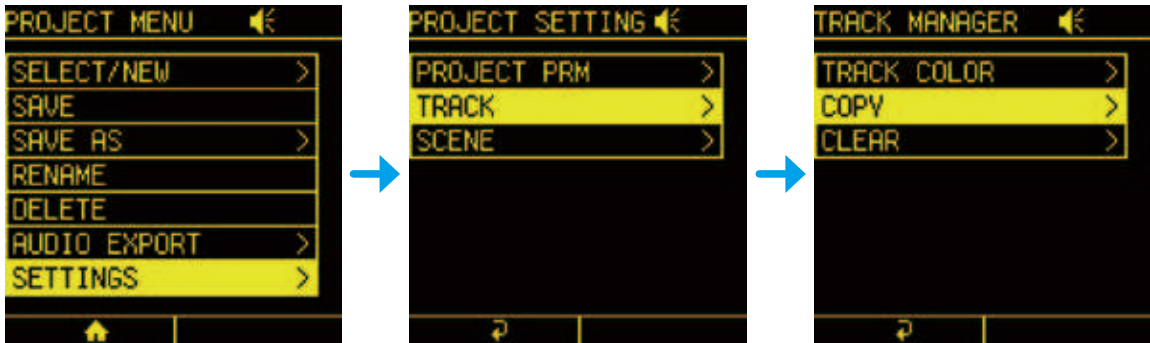 PROJECT MENU
SELECT/NEW >
SAVE
SAVE AS >
RENAME
DELETE
AUDIO EXPORT >
SETTINGS >
PROJECT SETTING
PROJECT PRM >
TRACK >
SCENE >
TRACK MANAGER
TRACK COLOR >
COPY >
CLEAR >